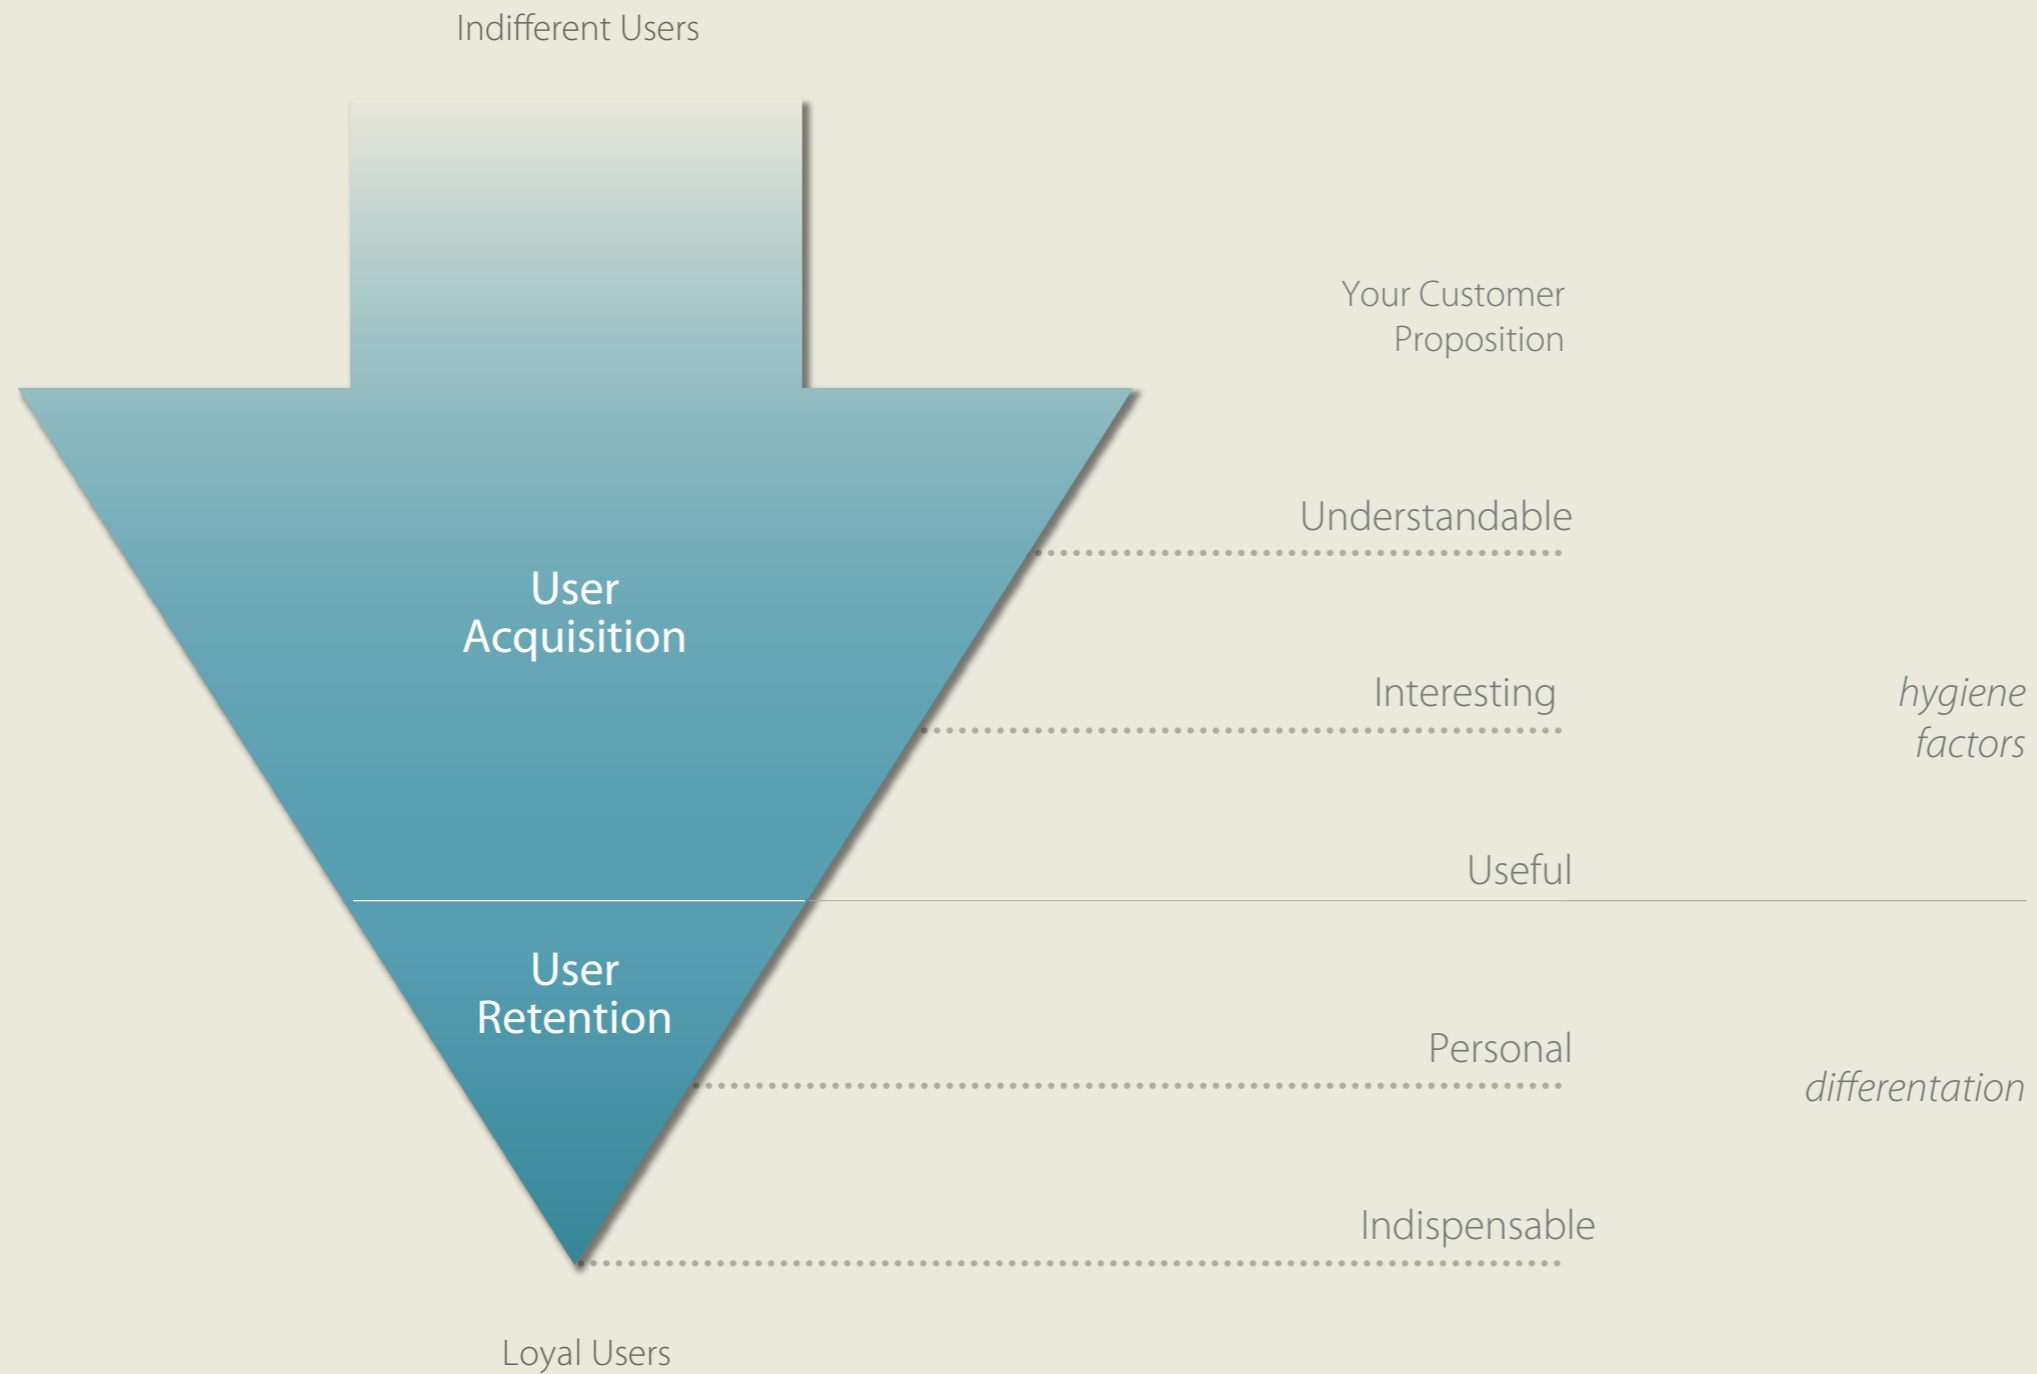 Indifferent Users
Your Customer
Proposition
Understandable
User
Acquisition
Interesting
hygiene
factors
Useful
User
Retention
Personal
differentation
Indispensable
Loyal Users